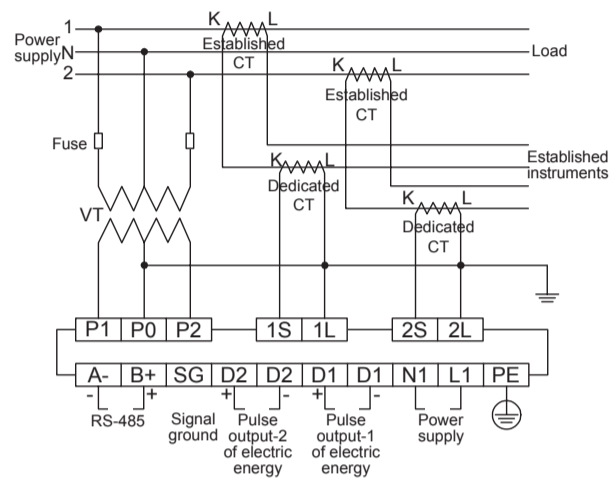 1
K L
Power
supply
N
Established
CT
Load
2
K L
Established
CT
Fuse
K L
Established
instruments
Dedicated
CT
K L
VT
Dedicated
CT
P1 P0 P2 1S 1L 2S 2L
A- B+ SG D2 D2 D1 D1 N1 L1 PE
- + + - + -
RS-485
Signal
ground
Pulse
output-2
of electric
energy
Pulse
output-1
of electric
energy
Power
supply